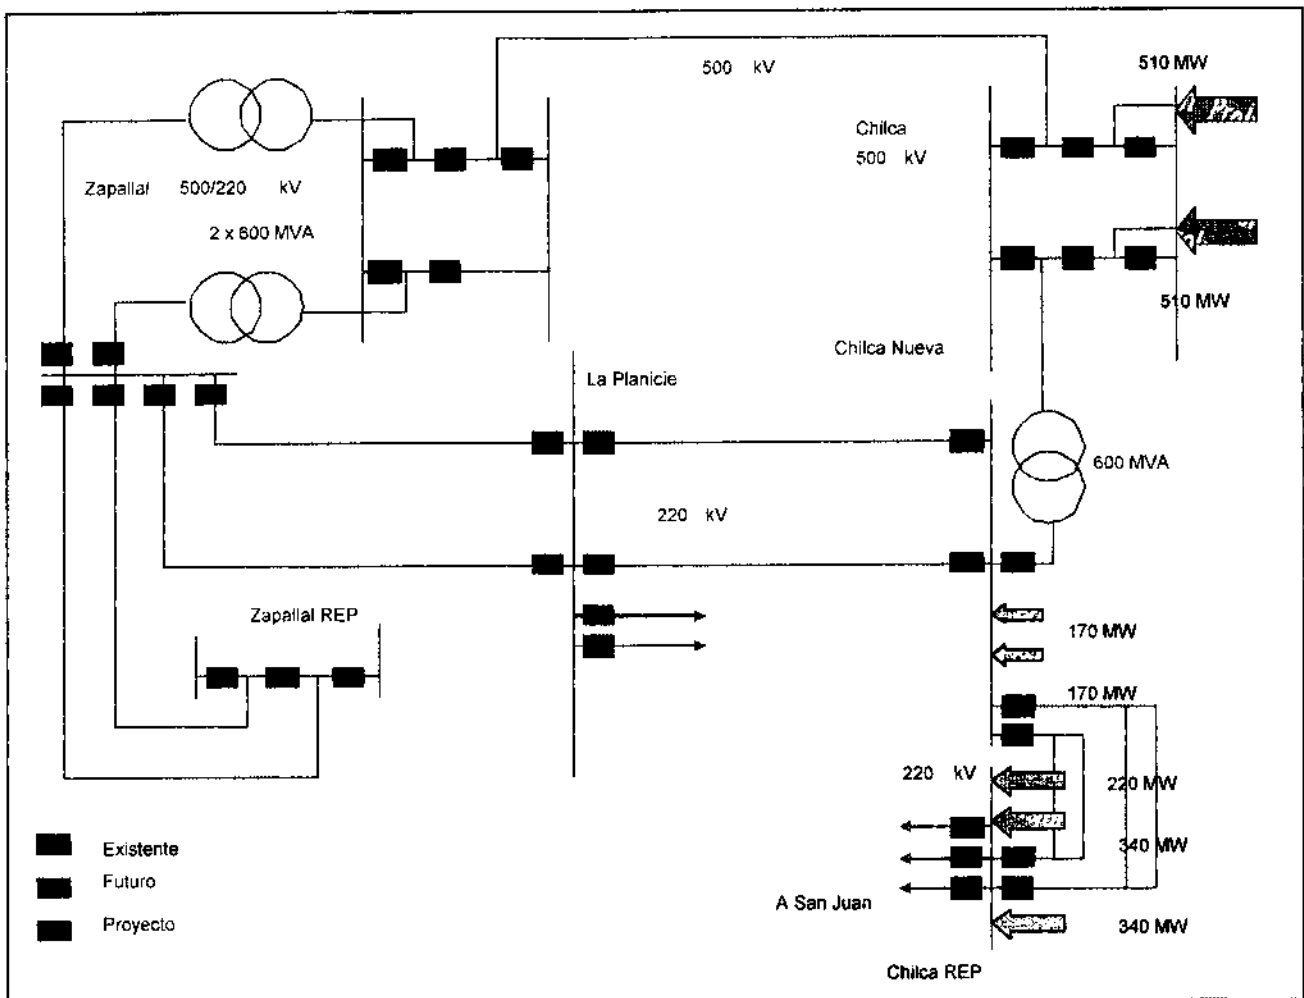 500 kV
510 MW
Chilca
500 kV
Zapallal 500/220 kV
2 x 600 MVA
510 MW
Chilca Nueva
La Planicie
600 MVA
220 kV
Zapallal REP
170 MW
170 MW
220 kV
220 MW
340 MW
Existente
Futuro
A San Juan
Proyecto
340 MW
Chilca REP